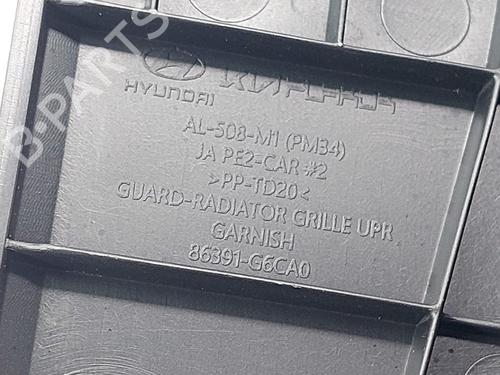 HYUNDAI
AL-508-M1 (PM34)
JA PE2-CAR #2
>PP-TD20<
GUARD-RADIATOR GRILLE UPR
GARNISH
86391-G6CA0
B-PARTS